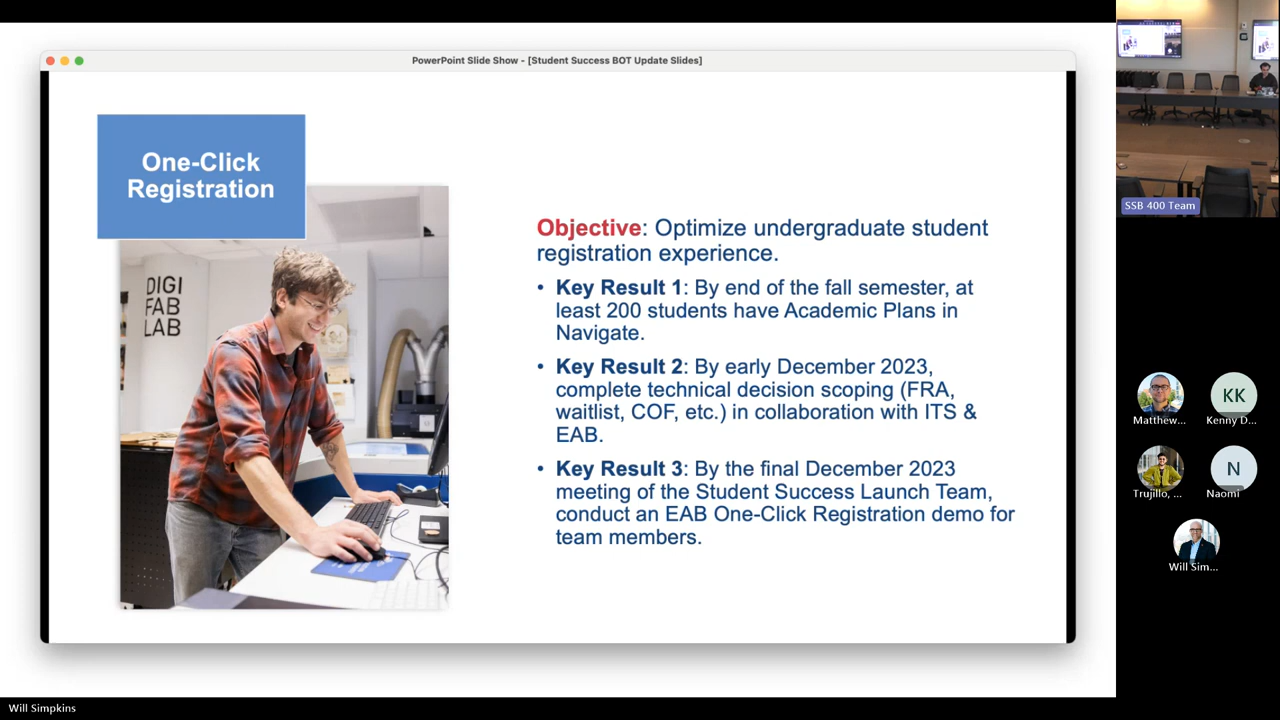 PowerPoint Slide Show - [Student Success BOT Update Slides]
One-Click
Registration
DIGI
FAB
LAB
Objective: Optimize undergraduate student
registration experience.
• Key Result 1: By end of the fall semester, at
least 200 students have Academic Plans in
Navigate.
• Key Result 2: By early December 2023,
complete technical decision scoping (FRA,
waitlist, COF, etc.) in collaboration with ITS &
EAB.
• Key Result 3: By the final December 2023
meeting of the Student Success Launch Team,
conduct an EAB One-Click Registration demo for
team members.
SSB 400 Team
KK
Matthew...
Kenny D...
N
Trujillo, ...
Naomi
Will Sim...
Will Simpkins